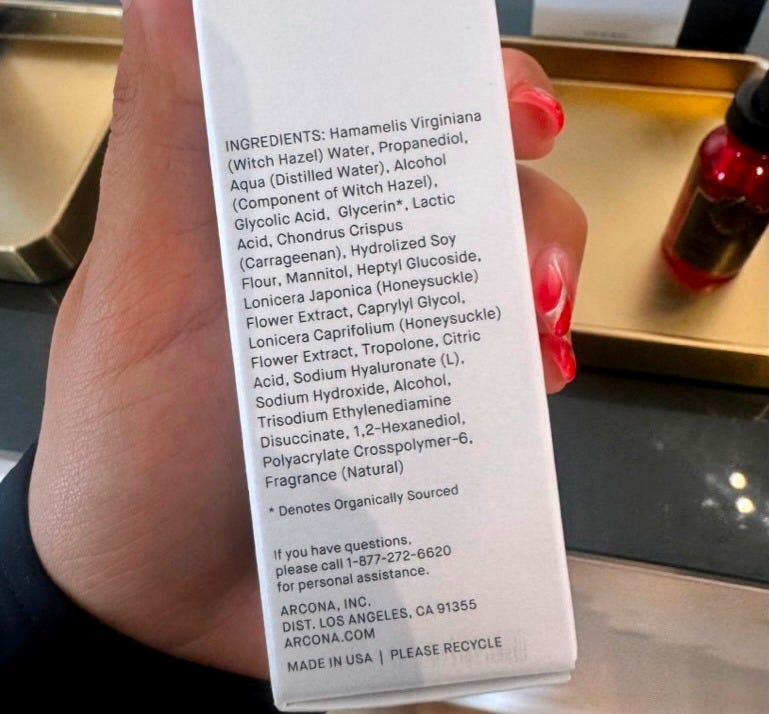 INGREDIENTS: Hamamelis Virginiana
(Witch Hazel) Water, Propanediol,
Aqua (Distilled Water), Alcohol
(Component of Witch Hazel),
Glycolic Acid, Glycerin*, Lactic
Acid, Chondrus Crispus
(Carrageenan), Hydrolized Soy
Flour, Mannitol, Heptyl Glucoside,
Lonicera Japonica (Honeysuckle)
Flower Extract, Caprylyl Glycol,
Lonicera Caprifolium (Honeysuckle)
Flower Extract, Tropolone, Citric
Acid, Sodium Hyaluronate (L),
Sodium Hydroxide, Alcohol,
Trisodium Ethylenediamine
Disuccinate, 1,2-Hexanediol,
Polyacrylate Crosspolymer-6,
Fragrance (Natural)
* Denotes Organically Sourced
If you have questions,
please call 1-877-272-6620
for personal assistance.
ARCONA, INC.
DIST. LOS ANGELES, CA 91355
ARCONA.COM
MADE IN USA | PLEASE RECYCLE